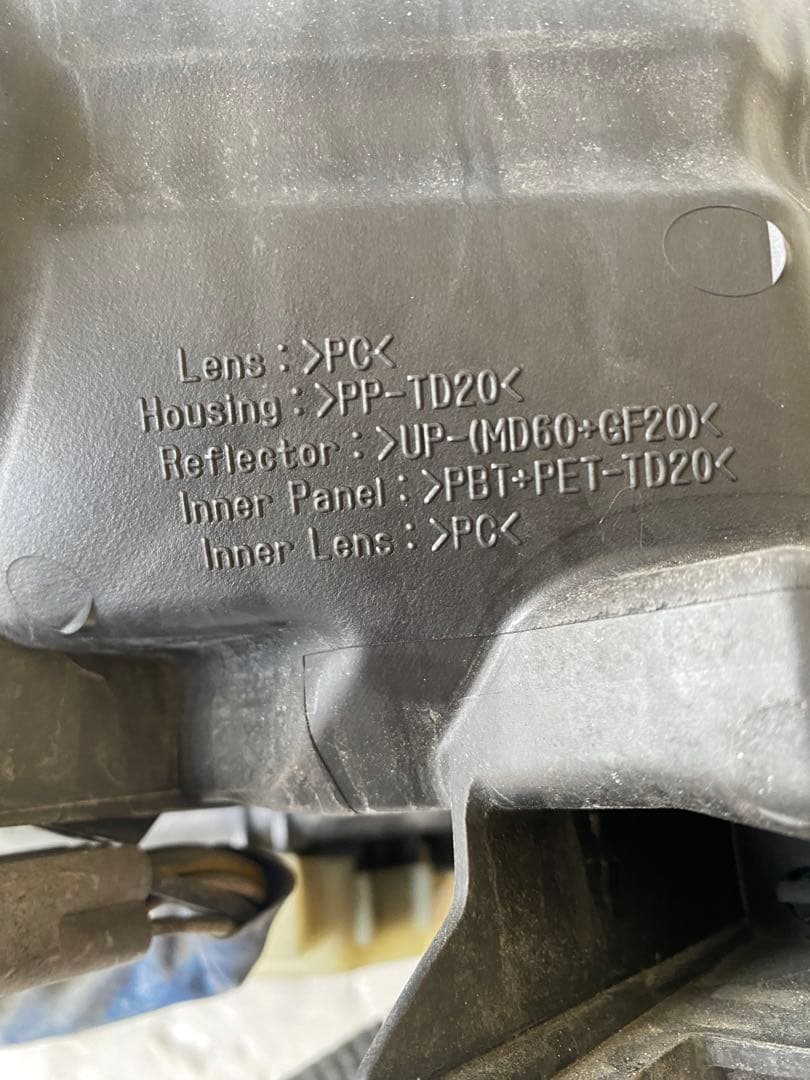 Lens:>PC<
Housing:>PP-TD20<
Reflector:>UP-(MD60+GF20)<
Inner Panel:>PBT+PET-TD20<
Inner Lens:>PC<